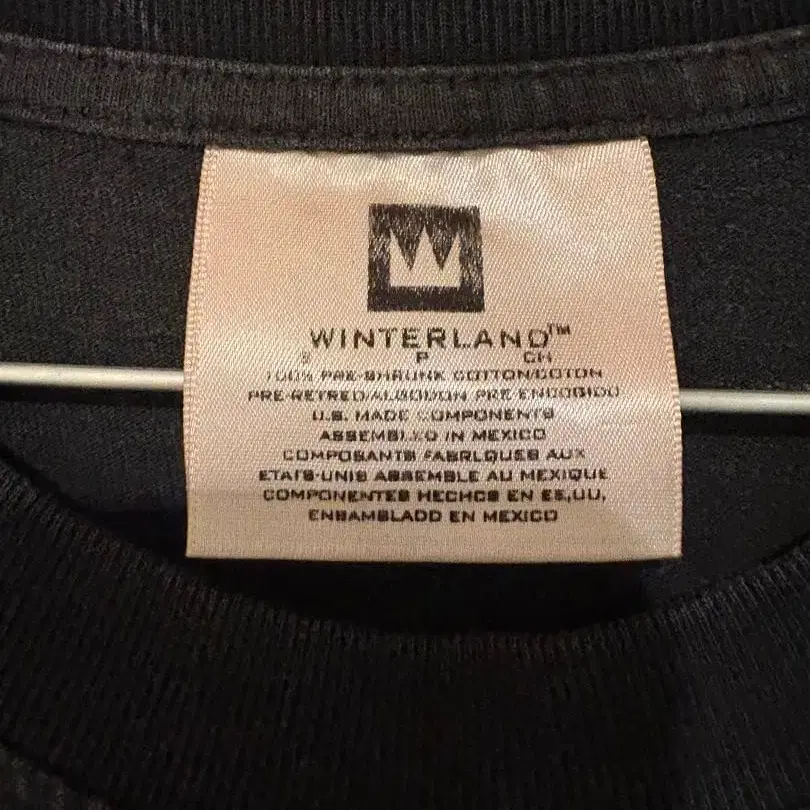 WINTERLAND™
S P CH
100% PRE-SHRUNK COTTON/COTON
PRE-RETRED/ALGODON PRE ENCOGIDO
U.S. MADE COMPONENTS
ASSEMBLED IN MEXICO
COMPOSANTS FABRIQUES AUX
ETATS-UNIS ASSEMBLE AU MEXIQUE
COMPONENTES HECHOS EN EE,UU,
ENSAMBLADO EN MEXICO